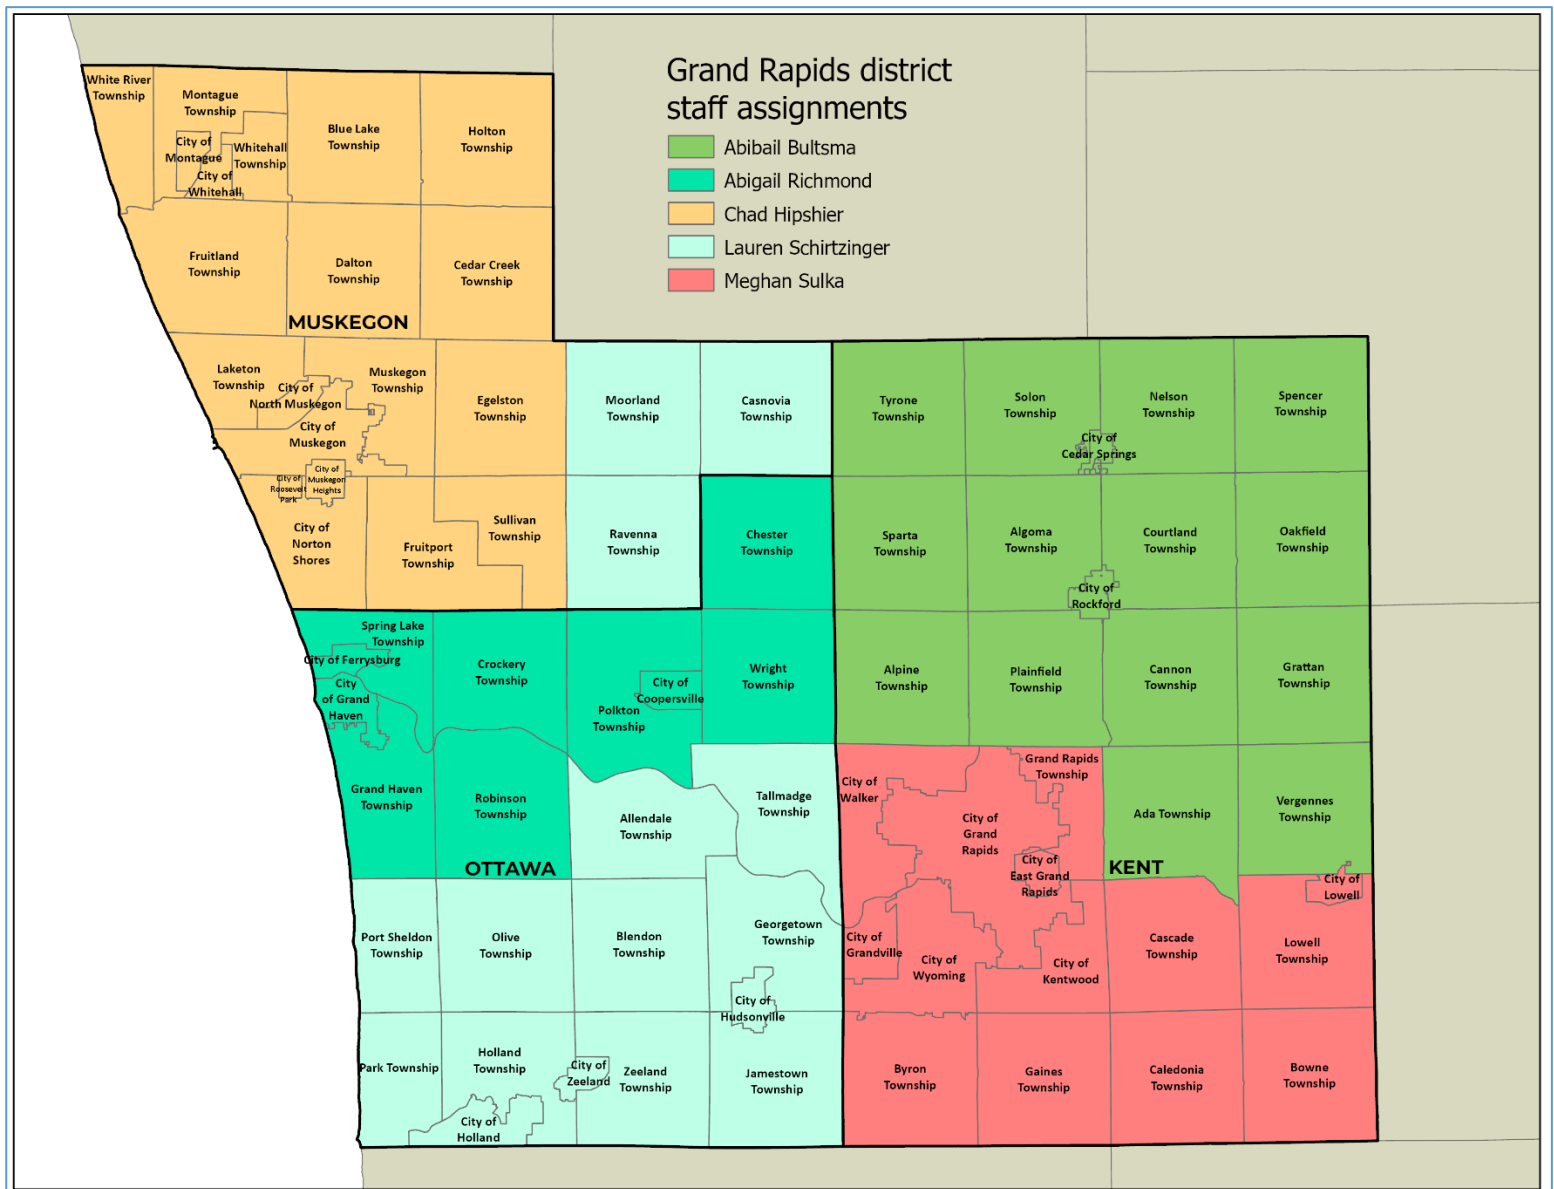 Grand Rapids district
staff assignments
Abibail Bultsma
Abigail Richmond
Chad Hipshier
Lauren Schirtzinger
Meghan Sulka
White River
Township
Montague
Township
City of
Montague
Whitehall
Township
City of
Whitehall
Blue Lake
Township
Holton
Township
Fruitland
Township
Dalton
Township
Cedar Creek
Township
MUSKEGON
Laketon
Township
City of
North Muskegon
Muskegon
Township
City of
Muskegon
Egelston
Township
Moorland
Township
Casnovia
Township
Tyrone
Township
Solon
Township
Nelson
Township
Spencer
Township
City of
Cedar Springs
City of
Roosevelt
Park
City of
Muskegon
Heights
City of
Norton
Shores
Fruitport
Township
Sullivan
Township
Ravenna
Township
Chester
Township
Sparta
Township
Algoma
Township
Courtland
Township
Oakfield
Township
City of
Rockford
Spring Lake
Township
City of Ferrysburg
City
of Grand
Haven
Crockery
Township
City of
Coopersville
Polkton
Township
Wright
Township
Alpine
Township
Plainfield
Township
Cannon
Township
Grattan
Township
Grand Haven
Township
Robinson
Township
OTTAWA
Allendale
Township
Tallmadge
Township
City of
Walker
City of
Grand
Rapids
Grand Rapids
Township
City of
East Grand
Rapids
Ada Township
KENT
Vergennes
Township
City of
Lowell
Port Sheldon
Township
Olive
Township
Blendon
Township
Georgetown
Township
City of
Hudsonville
City of
Grandville
City of
Wyoming
City of
Kentwood
Cascade
Township
Lowell
Township
Park Township
Holland
Township
City of
Holland
City of
Zeeland
Zeeland
Township
Jamestown
Township
Byron
Township
Gaines
Township
Caledonia
Township
Bowne
Township